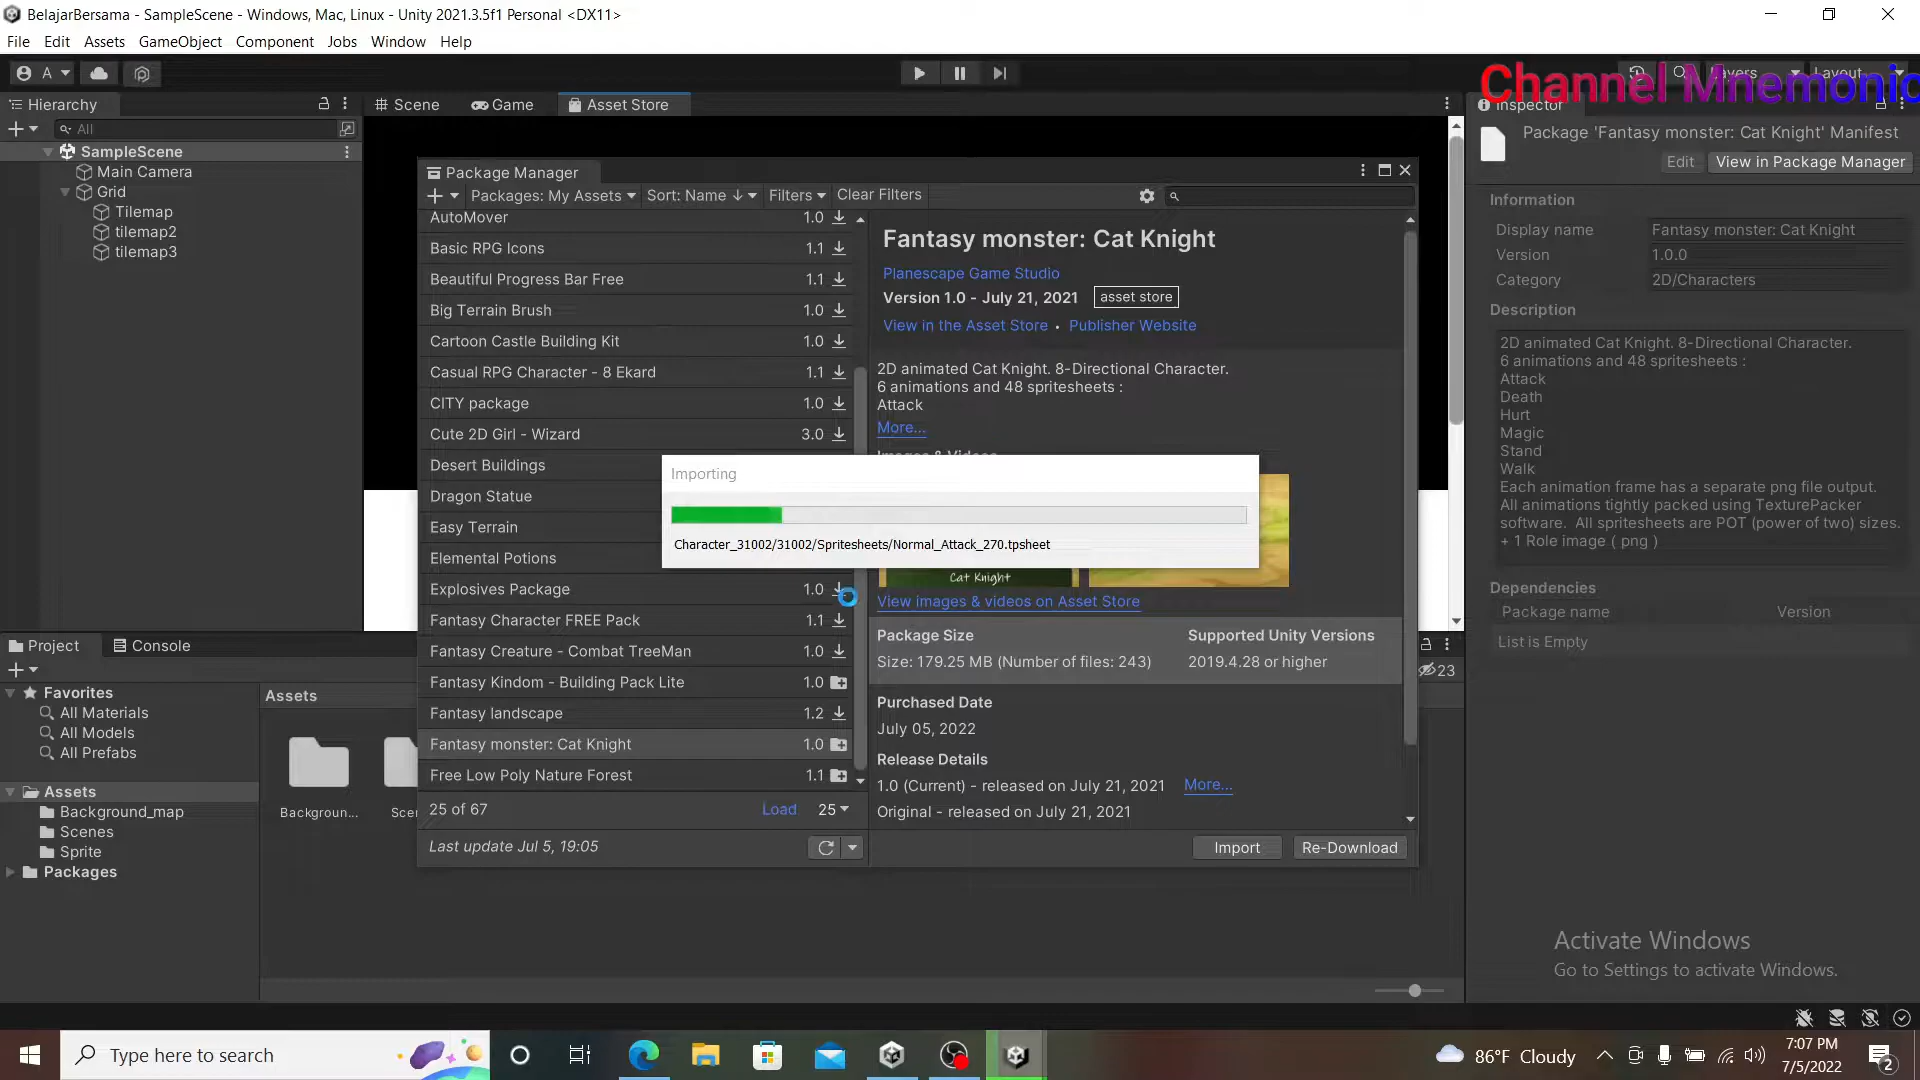 BelajarBersama - SampleScene - Windows, Mac, Linux - Unity 2021.3.5f1 Personal <DX11>
File Edit Assets GameObject Component Jobs Window Help
A
Layers Layout
Channel Mnemonic
Hierarchy
Scene Game Asset Store
Inspector
All
SampleScene
Main Camera
Grid
Tilemap
tilemap2
tilemap3
Package Manager
Packages: My Assets Sort: Name ↓ Filters Clear Filters
AutoMover 1.0
Basic RPG Icons 1.1
Beautiful Progress Bar Free 1.1
Big Terrain Brush 1.0
Cartoon Castle Building Kit 1.0
Casual RPG Character - 8 Ekard 1.1
CITY package 1.0
Cute 2D Girl - Wizard 3.0
Desert Buildings
Dragon Statue
Easy Terrain
Elemental Potions
Explosives Package 1.0
Fantasy Character FREE Pack 1.1
Fantasy Creature - Combat TreeMan 1.0
Fantasy Kindom - Building Pack Lite 1.0
Fantasy landscape 1.2
Fantasy monster: Cat Knight 1.0
Free Low Poly Nature Forest 1.1
25 of 67 Load 25
Last update Jul 5, 19:05
Fantasy monster: Cat Knight
Planescape Game Studio
Version 1.0 - July 21, 2021 asset store
View in the Asset Store • Publisher Website
2D animated Cat Knight. 8-Directional Character.
6 animations and 48 spritesheets :
Attack
More...
Images & Videos
Importing
Character_31002/31002/Spritesheets/Normal_Attack_270.tpsheet
Cat Knight
View images & videos on Asset Store
Package Size Supported Unity Versions
Size: 179.25 MB (Number of files: 243) 2019.4.28 or higher
Purchased Date
July 05, 2022
Release Details
1.0 (Current) - released on July 21, 2021 More...
Original - released on July 21, 2021
Import Re-Download
Package 'Fantasy monster: Cat Knight' Manifest
Edit View in Package Manager
Information
Display name Fantasy monster: Cat Knight
Version 1.0.0
Category 2D/Characters
Description
2D animated Cat Knight. 8-Directional Character.
6 animations and 48 spritesheets :
Attack
Death
Hurt
Magic
Stand
Walk
Each animation frame has a separate png file output.
All animations tightly packed using TexturePacker
software. All spritesheets are POT (power of two) sizes.
+ 1 Role image ( png )
Dependencies
Package name Version
List is Empty
Project Console
23
Favorites
All Materials
All Models
All Prefabs
Assets
Background_map
Scenes
Sprite
Packages
Assets
Backgroun...
Activate Windows
Go to Settings to activate Windows.
Type here to search
86°F Cloudy
7:07 PM
7/5/2022
2